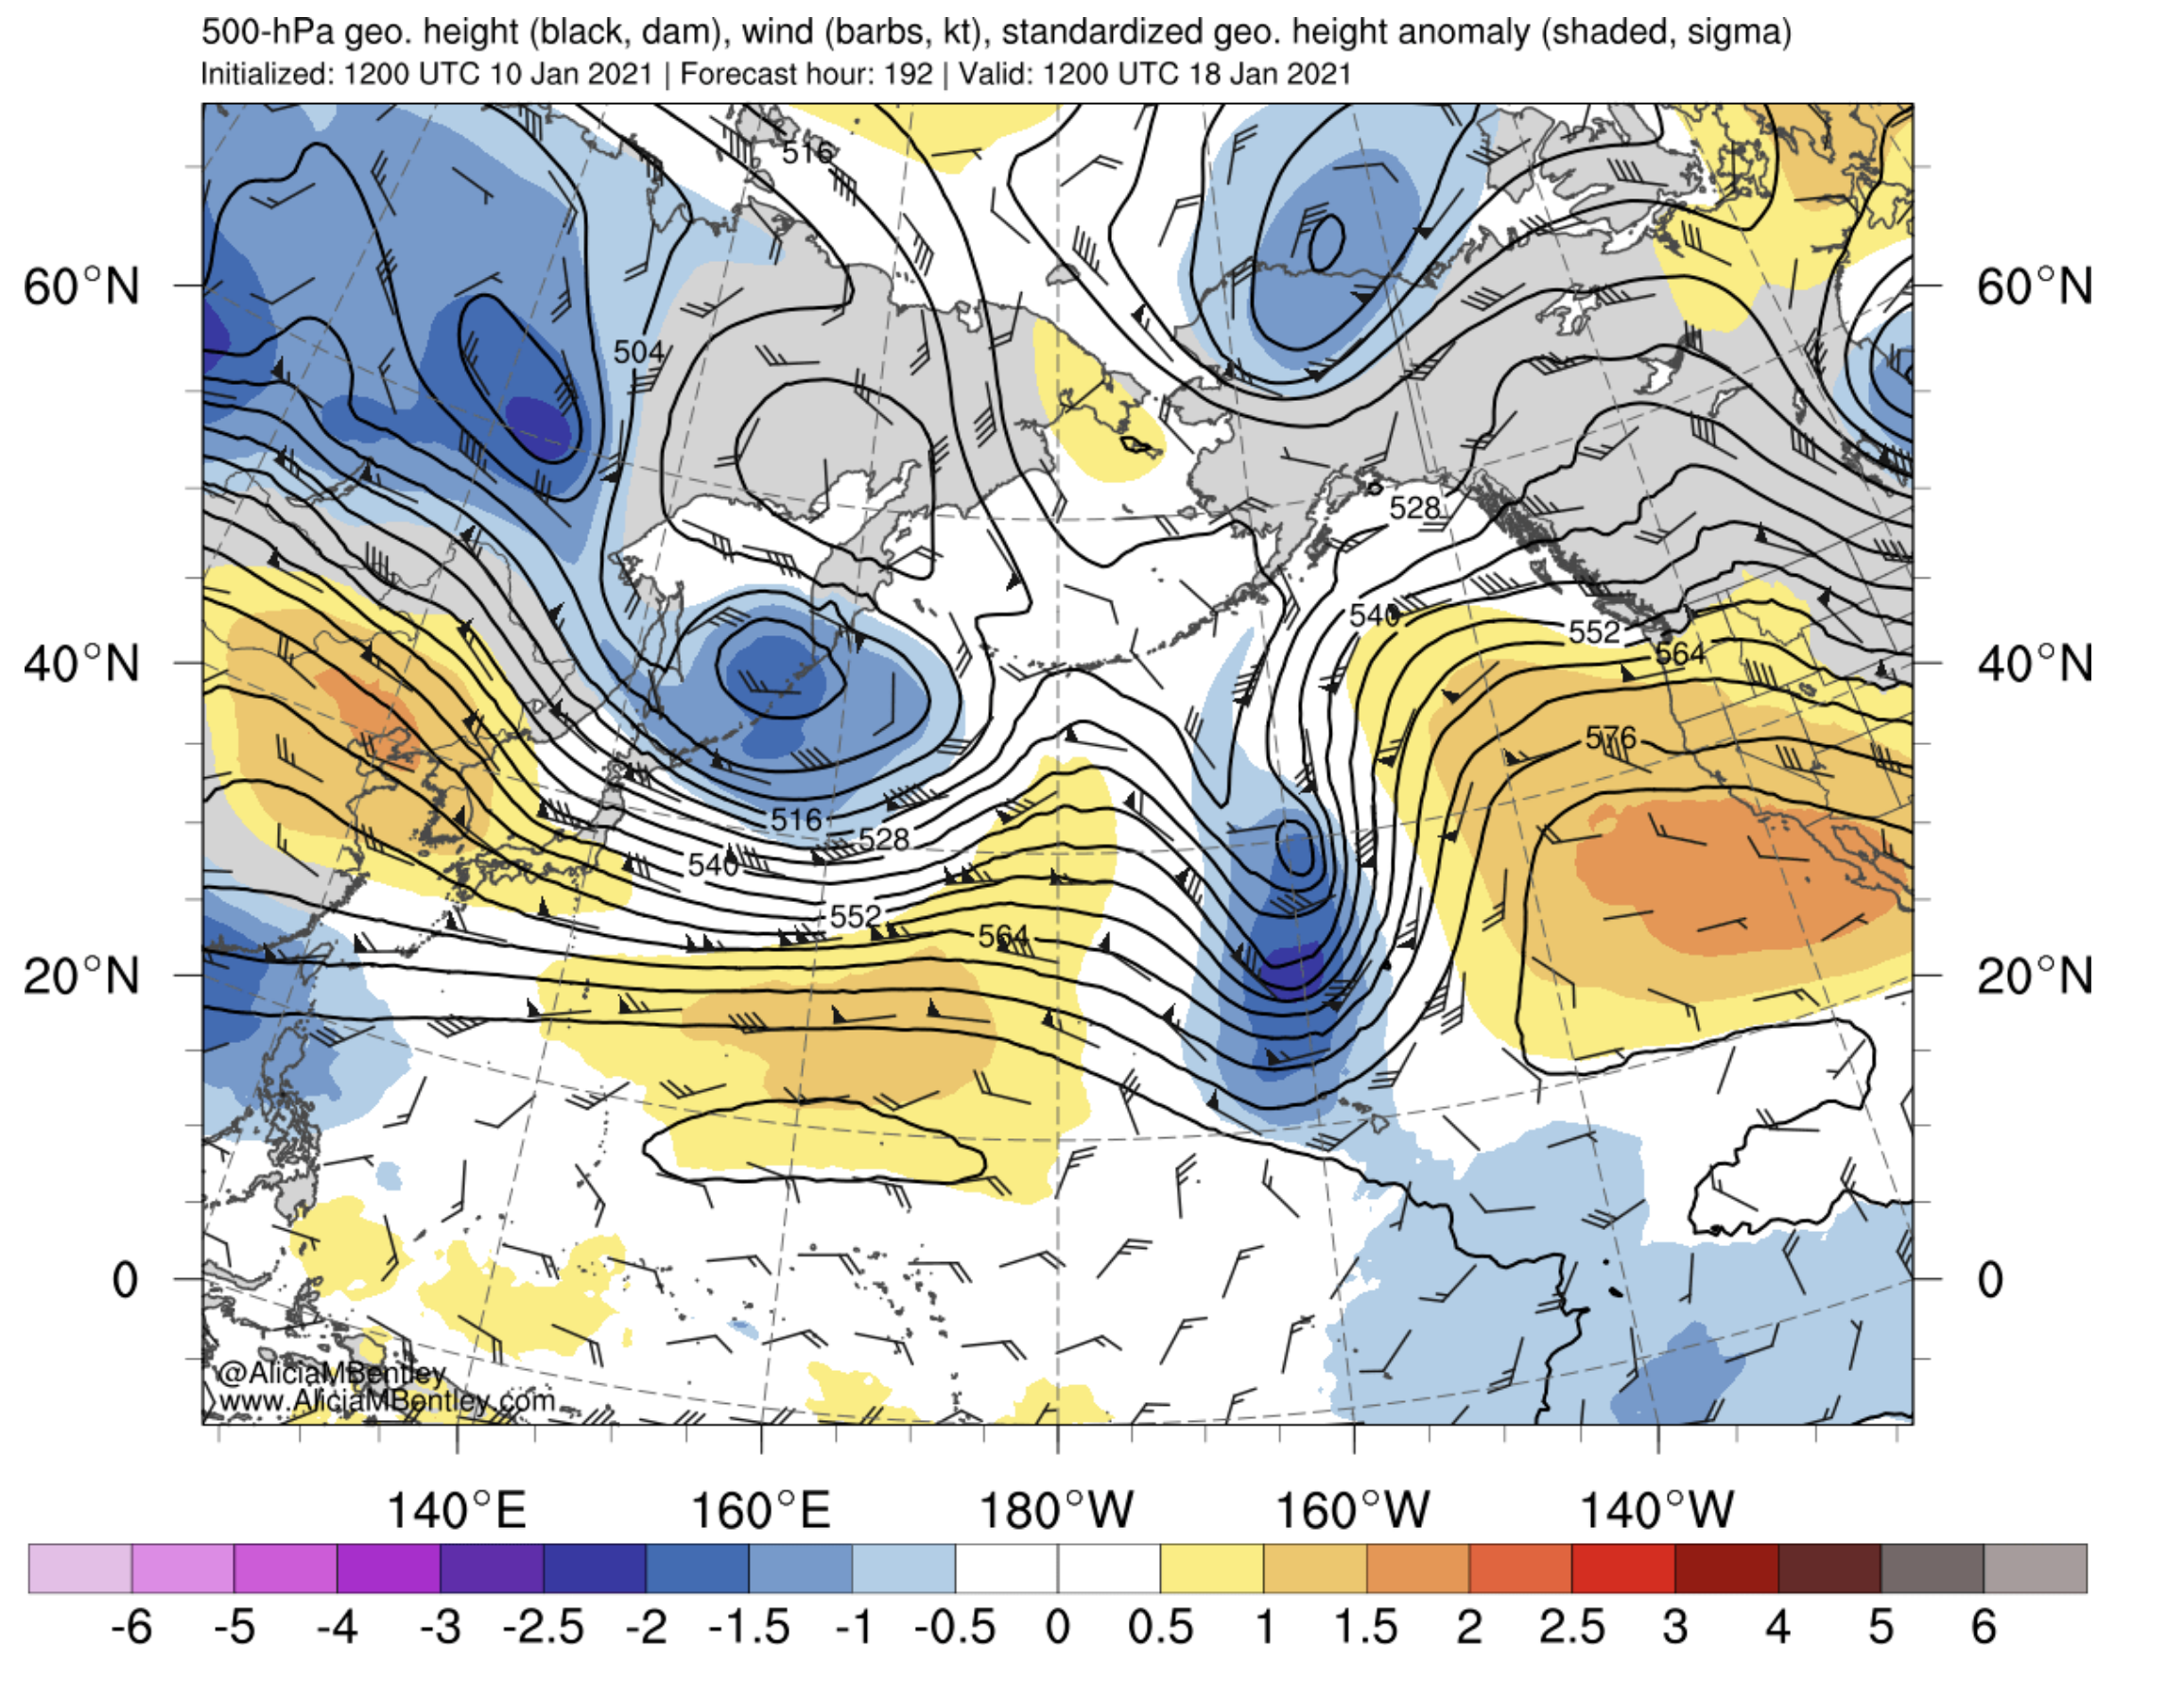 500-hPa geo. height (black, dam), wind (barbs, kt), standardized geo. height anomaly (shaded, sigma)
Initialized: 1200 UTC 10 Jan 2021 | Forecast hour: 192 | Valid: 1200 UTC 18 Jan 2021
516
60°N 60°N
504
528
540
552
564
40°N 40°N
576
516
528
540
552
564
20°N 20°N
0 0
@AliciaMBentley
www.AliciaMBentley.com
140°E 160°E 180°W 160°W 140°W
-6 -5 -4 -3 -2.5 -2 -1.5 -1 -0.5 0 0.5 1 1.5 2 2.5 3 4 5 6